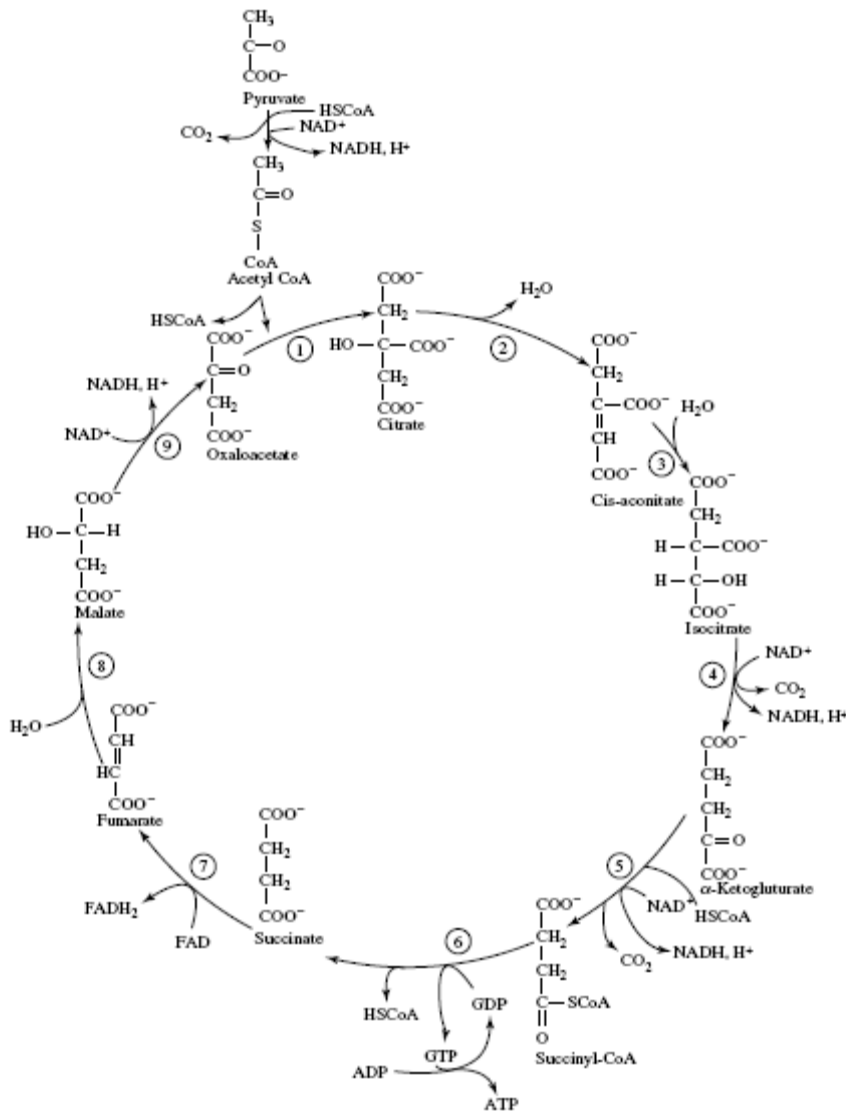 CH3
C — O
COO−
Pyruvate
HSCoA
NAD+
CO2
NADH, H+
CH3
C=O
S
CoA
Acetyl CoA
HSCoA
COO−
C=O
CH2
COO−
Oxaloacetate
1
COO−
CH2
HO — C — COO−
CH2
COO−
Citrate
2
H2O
COO−
CH2
C — COO−
CH
COO−
Cis-aconitate
3
H2O
COO−
CH2
H — C — COO−
H — C — OH
COO−
Isocitrate
4
NAD+
CO2
NADH, H+
COO−
CH2
CH2
C=O
COO−
α-Ketogluturate
5
NAD+
HSCoA
CO2
NADH, H+
COO−
CH2
CH2
C — SCoA
O
Succinyl-CoA
6
HSCoA
GDP
GTP
ADP
ATP
COO−
CH2
CH2
COO−
Succinate
7
FADH2
FAD
COO−
CH
HC
COO−
Fumarate
8
H2O
COO−
HO — C — H
CH2
COO−
Malate
9
NADH, H+
NAD+